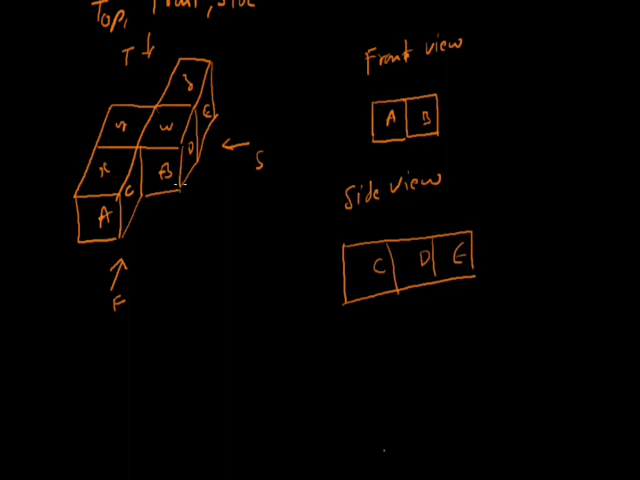 Top, Front, Side
T
Front view
z
E
A B
y w
D
S
x B
C
Side view
A
C D E
F